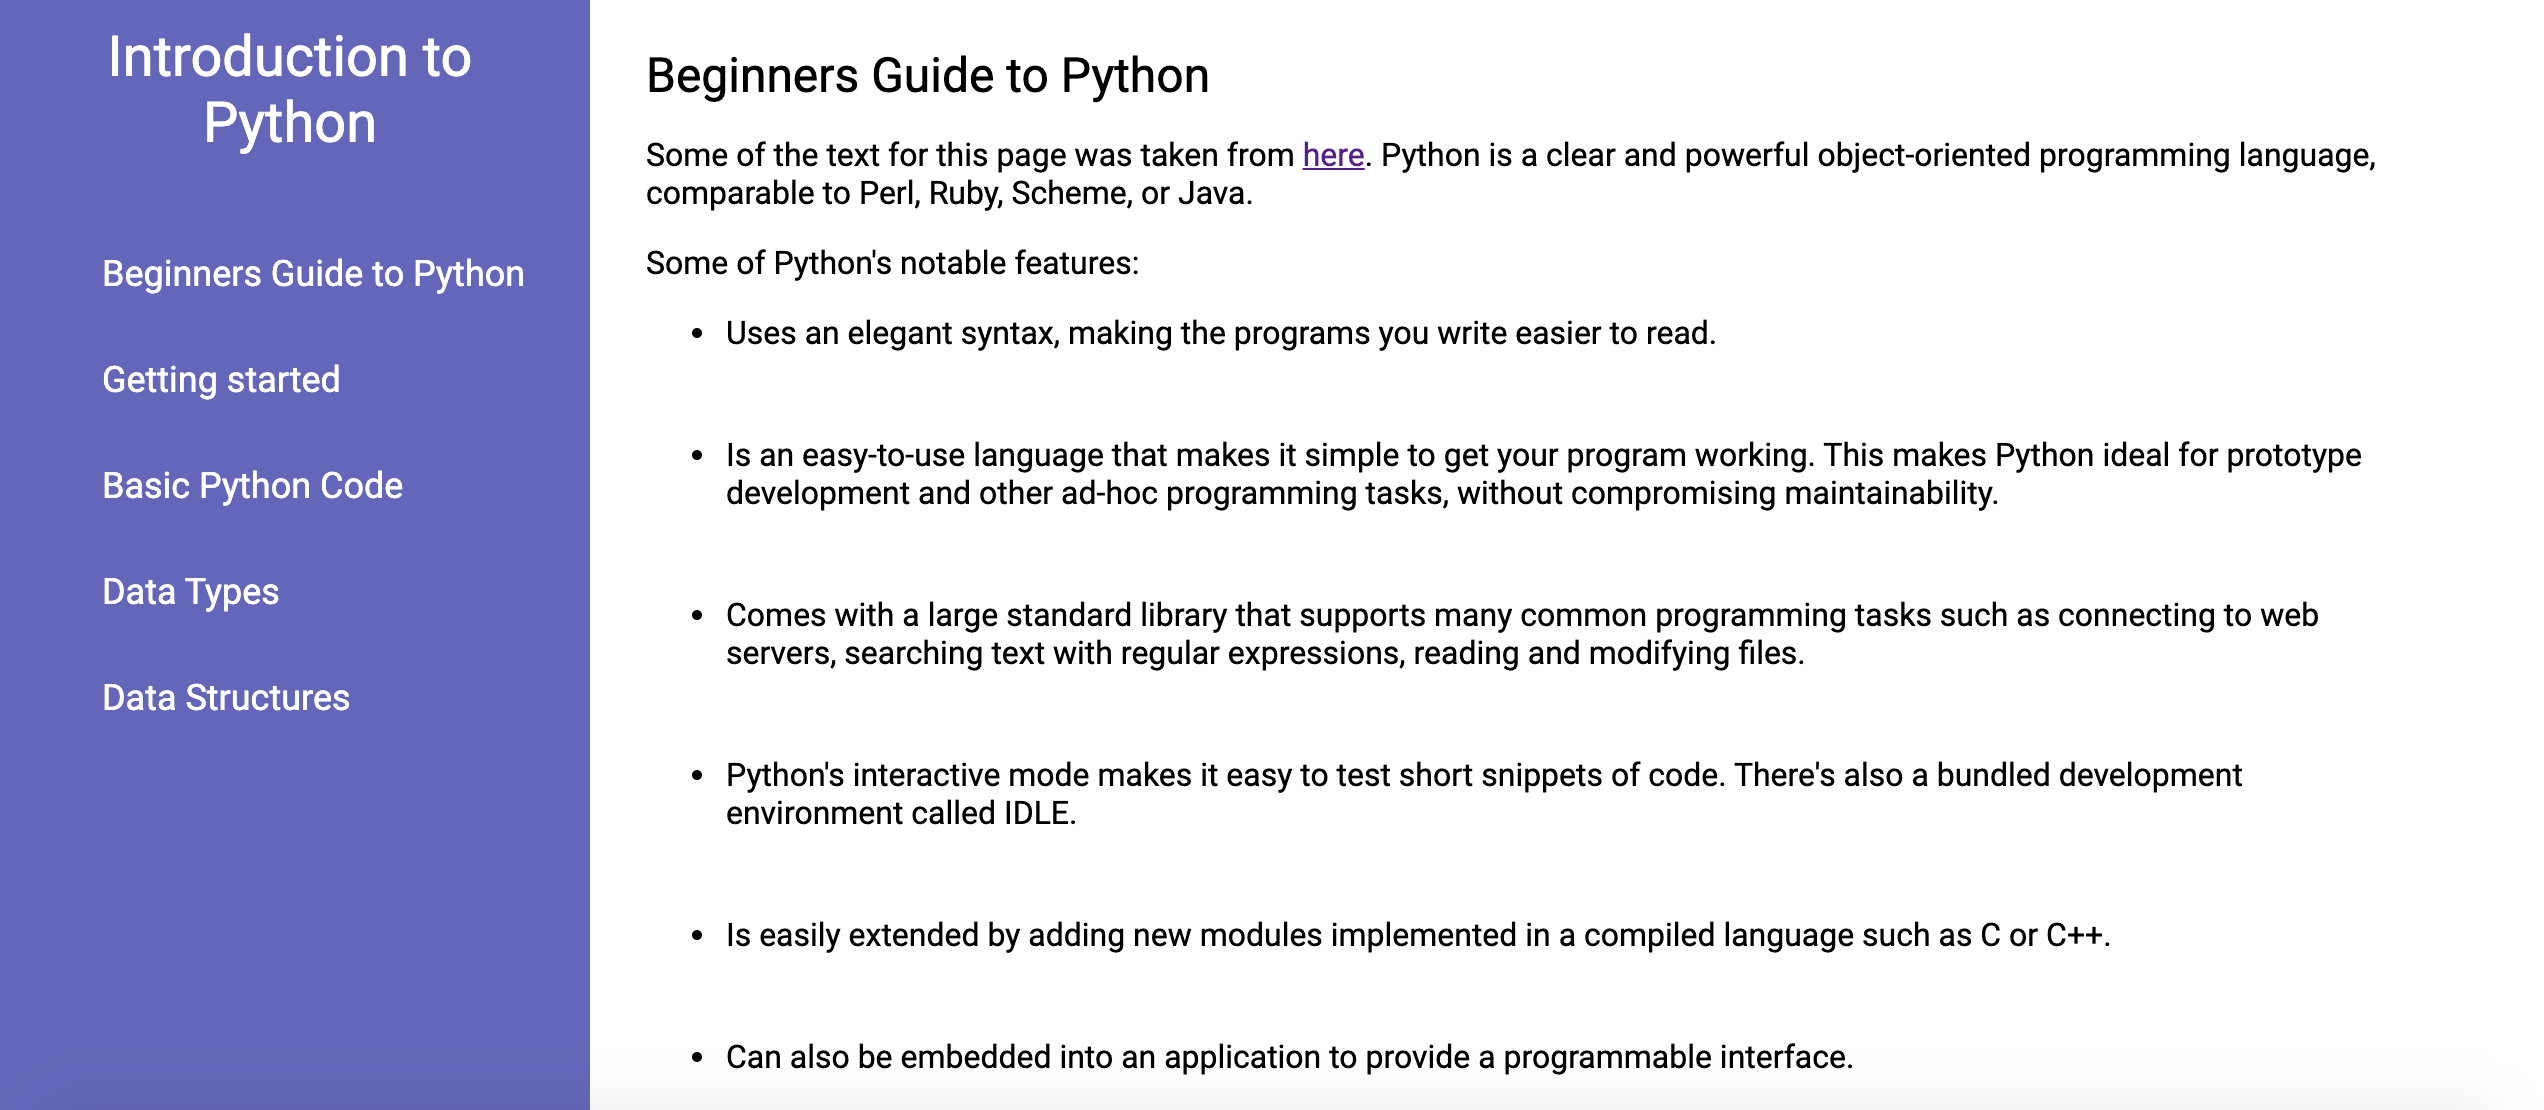 Introduction to
Python
Beginners Guide to Python
Getting started
Basic Python Code
Data Types
Data Structures
Beginners Guide to Python
Some of the text for this page was taken from here. Python is a clear and powerful object-oriented programming language,
comparable to Perl, Ruby, Scheme, or Java.
Some of Python's notable features:
• Uses an elegant syntax, making the programs you write easier to read.
• Is an easy-to-use language that makes it simple to get your program working. This makes Python ideal for prototype
development and other ad-hoc programming tasks, without compromising maintainability.
• Comes with a large standard library that supports many common programming tasks such as connecting to web
servers, searching text with regular expressions, reading and modifying files.
• Python's interactive mode makes it easy to test short snippets of code. There's also a bundled development
environment called IDLE.
• Is easily extended by adding new modules implemented in a compiled language such as C or C++.
• Can also be embedded into an application to provide a programmable interface.